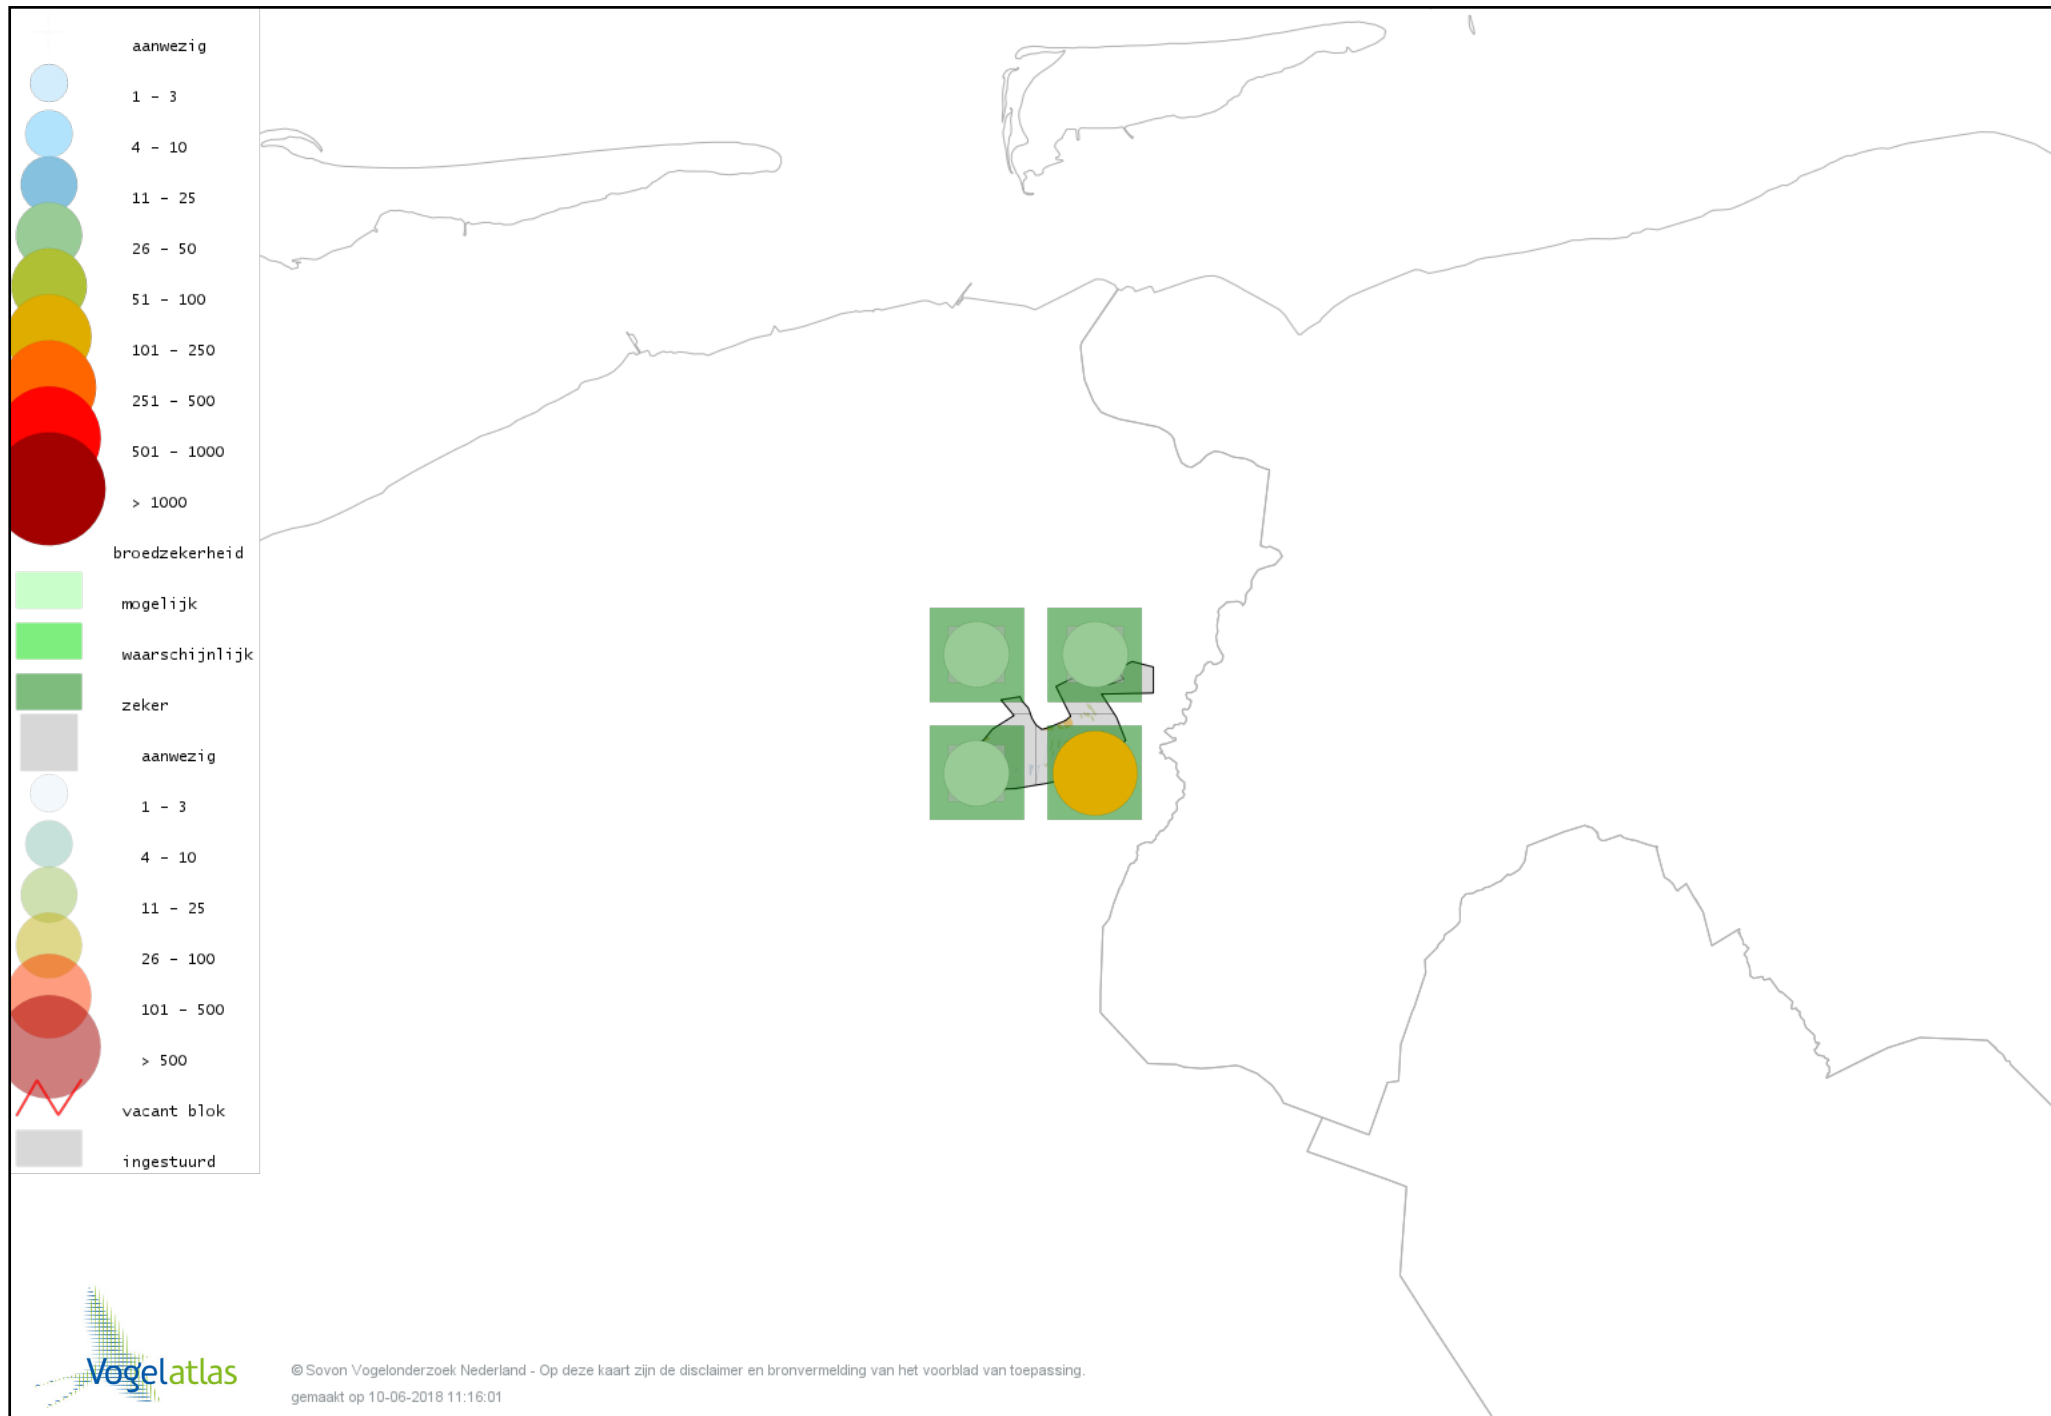 aanwezig
1 - 3
4 - 10
11 - 25
26 - 50
51 - 100
101 - 250
251 - 500
501 - 1000
> 1000
broedzekerheid
mogelijk
waarschijnlijk
zeker
aanwezig
1 - 3
4 - 10
11 - 25
26 - 100
101 - 500
> 500
vacant blok
ingestuurd
Vogelatlas
© Sovon Vogelonderzoek Nederland - Op deze kaart zijn de disclaimer en bronvermelding van het voorblad van toepassing.
gemaakt op 10-06-2018 11:16:01